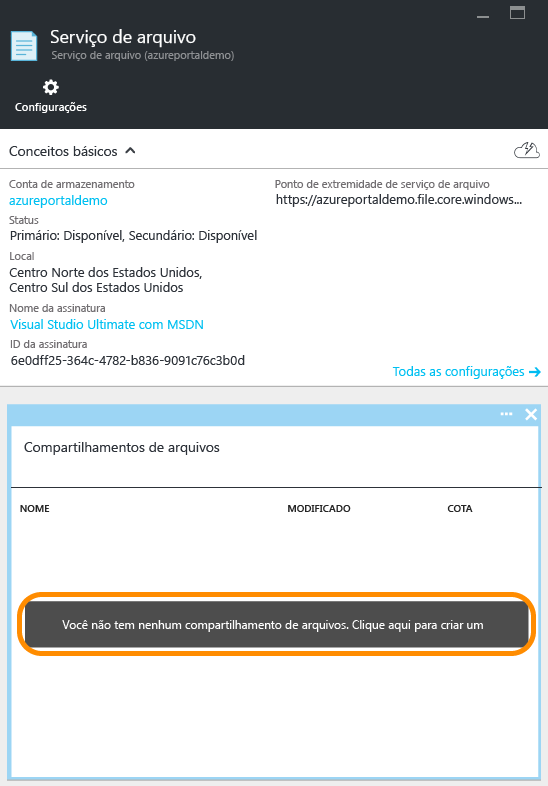 Serviço de arquivo
Serviço de arquivo (azureportaldemo)
Configurações
Conceitos básicos
Conta de armazenamento
azureportaldemo
Status
Primário: Disponível, Secundário: Disponível
Local
Centro Norte dos Estados Unidos,
Centro Sul dos Estados Unidos
Nome da assinatura
Visual Studio Ultimate com MSDN
ID da assinatura
6e0dff25-364c-4782-b836-9091c76c3b0d
Ponto de extremidade de serviço de arquivo
https://azureportaldemo.file.core.windows...
Todas as configurações
Compartilhamentos de arquivos
NOME MODIFICADO COTA
Você não tem nenhum compartilhamento de arquivos. Clique aqui para criar um